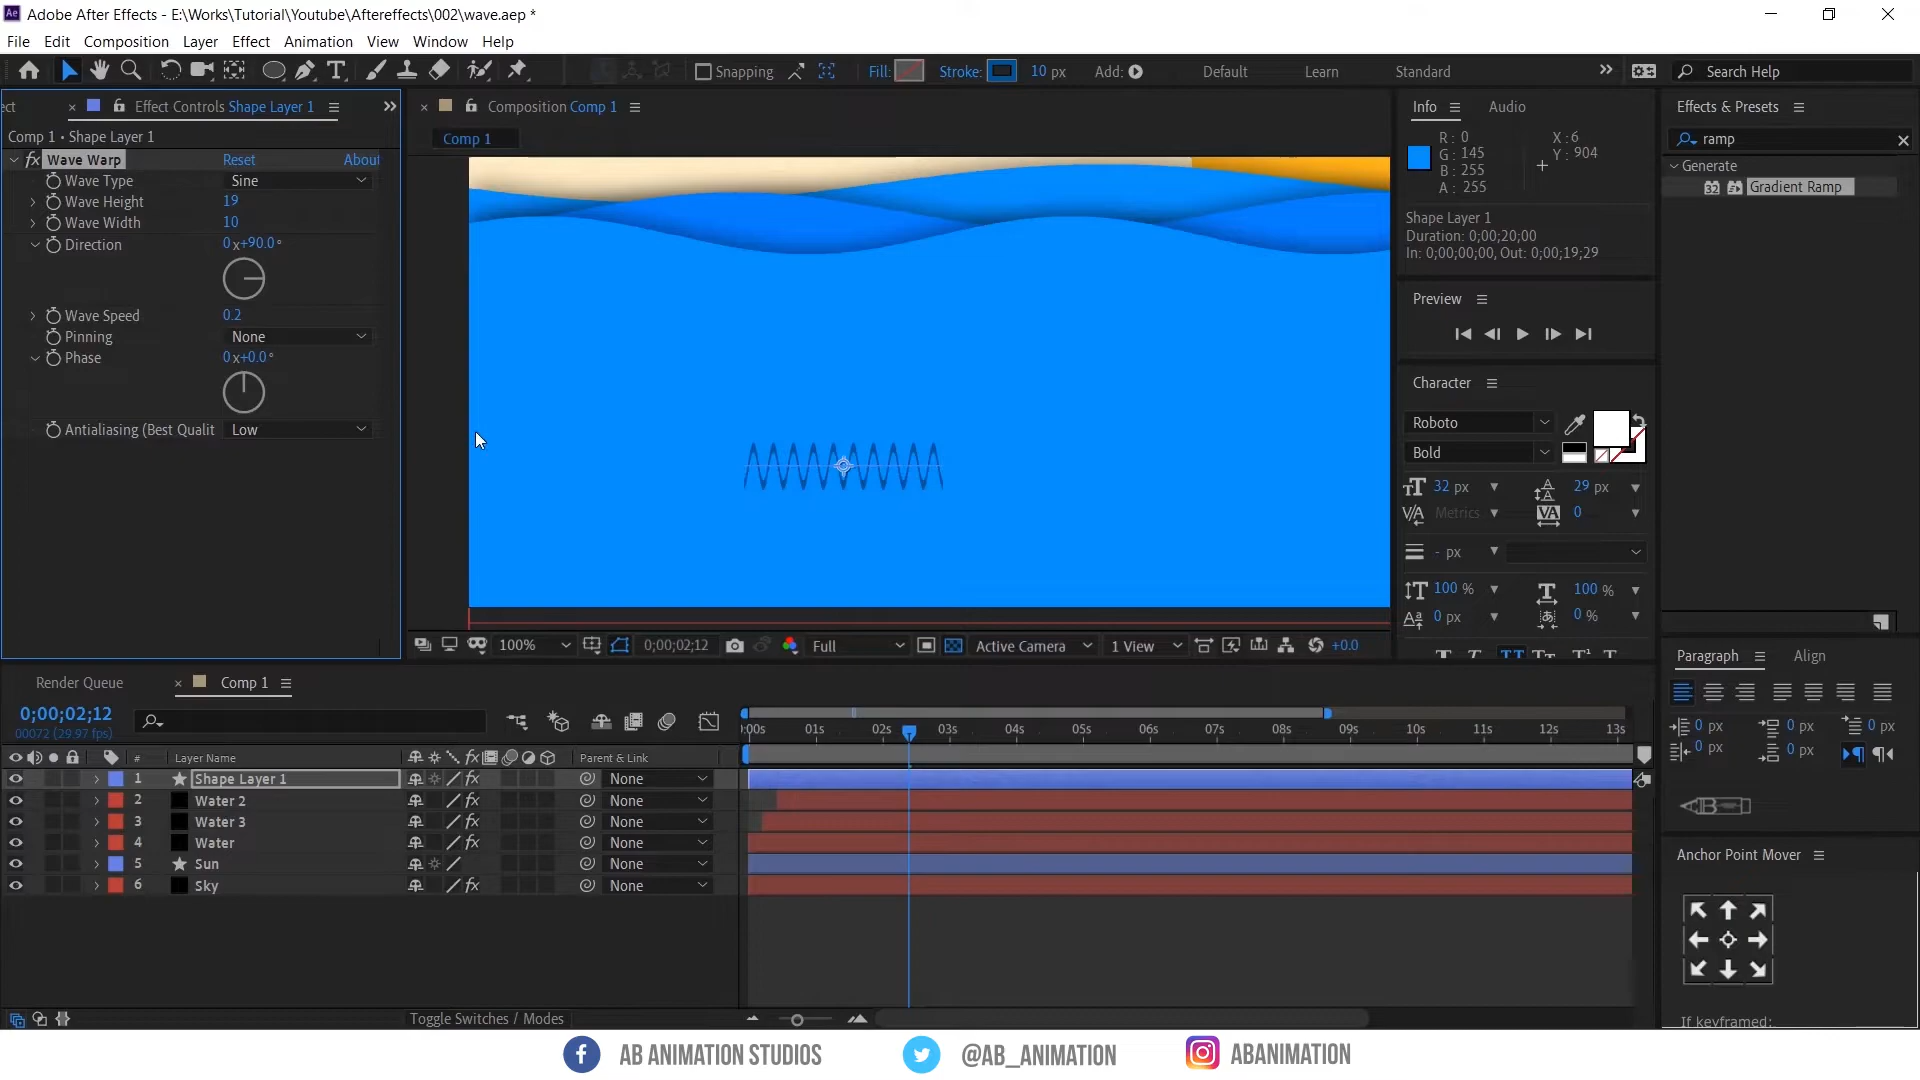 Adobe After Effects - E:\Works\Tutorial\Youtube\Aftereffects\002\wave.aep *
File Edit Composition Layer Effect Animation View Window Help
Snapping Fill: Stroke: 10 px Add: Default Learn Standard Search Help
Effect Controls Shape Layer 1
Comp 1 • Shape Layer 1
fx Wave Warp Reset About
Wave Type Sine
Wave Height 19
Wave Width 10
Direction 0x+90.0°
Wave Speed 0.2
Pinning None
Phase 0x+0.0°
Antialiasing (Best Qualit Low
Composition Comp 1
Comp 1
100% 0;00;02;12 Full Active Camera 1 View +0.0
Info Audio
R: 0 X: 6
G: 145 Y: 904
B: 255
A: 255
Shape Layer 1
Duration: 0;00;20;00
In: 0;00;00;00, Out: 0;00;19;29
Preview
Character
Roboto
Bold
32 px 29 px
Metrics 0
- px
100 % 100 %
0 px 0 %
Effects & Presets
ramp
Generate
32 Gradient Ramp
Paragraph Align
0 px 0 px 0 px
0 px 0 px
Anchor Point Mover
If keyframed:
Render Queue Comp 1
0;00;02;12
00072 (29.97 fps)
:00s 01s 02s 03s 04s 05s 06s 07s 08s 09s 10s 11s 12s 13s
# Layer Name fx Parent & Link
1 Shape Layer 1 fx None
2 Water 2 fx None
3 Water 3 fx None
4 Water fx None
5 Sun None
6 Sky fx None
Toggle Switches / Modes
AB ANIMATION STUDIOS @AB_ANIMATION ABANIMATION